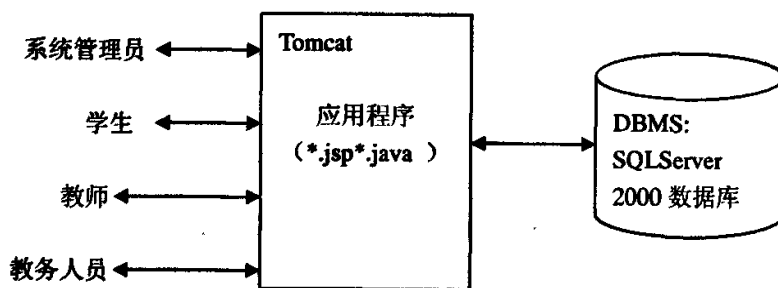 系统管理员
学生
教师
教务人员
Tomcat
应用程序
（*.jsp*.java ）
DBMS:
SQLServer
2000 数据库